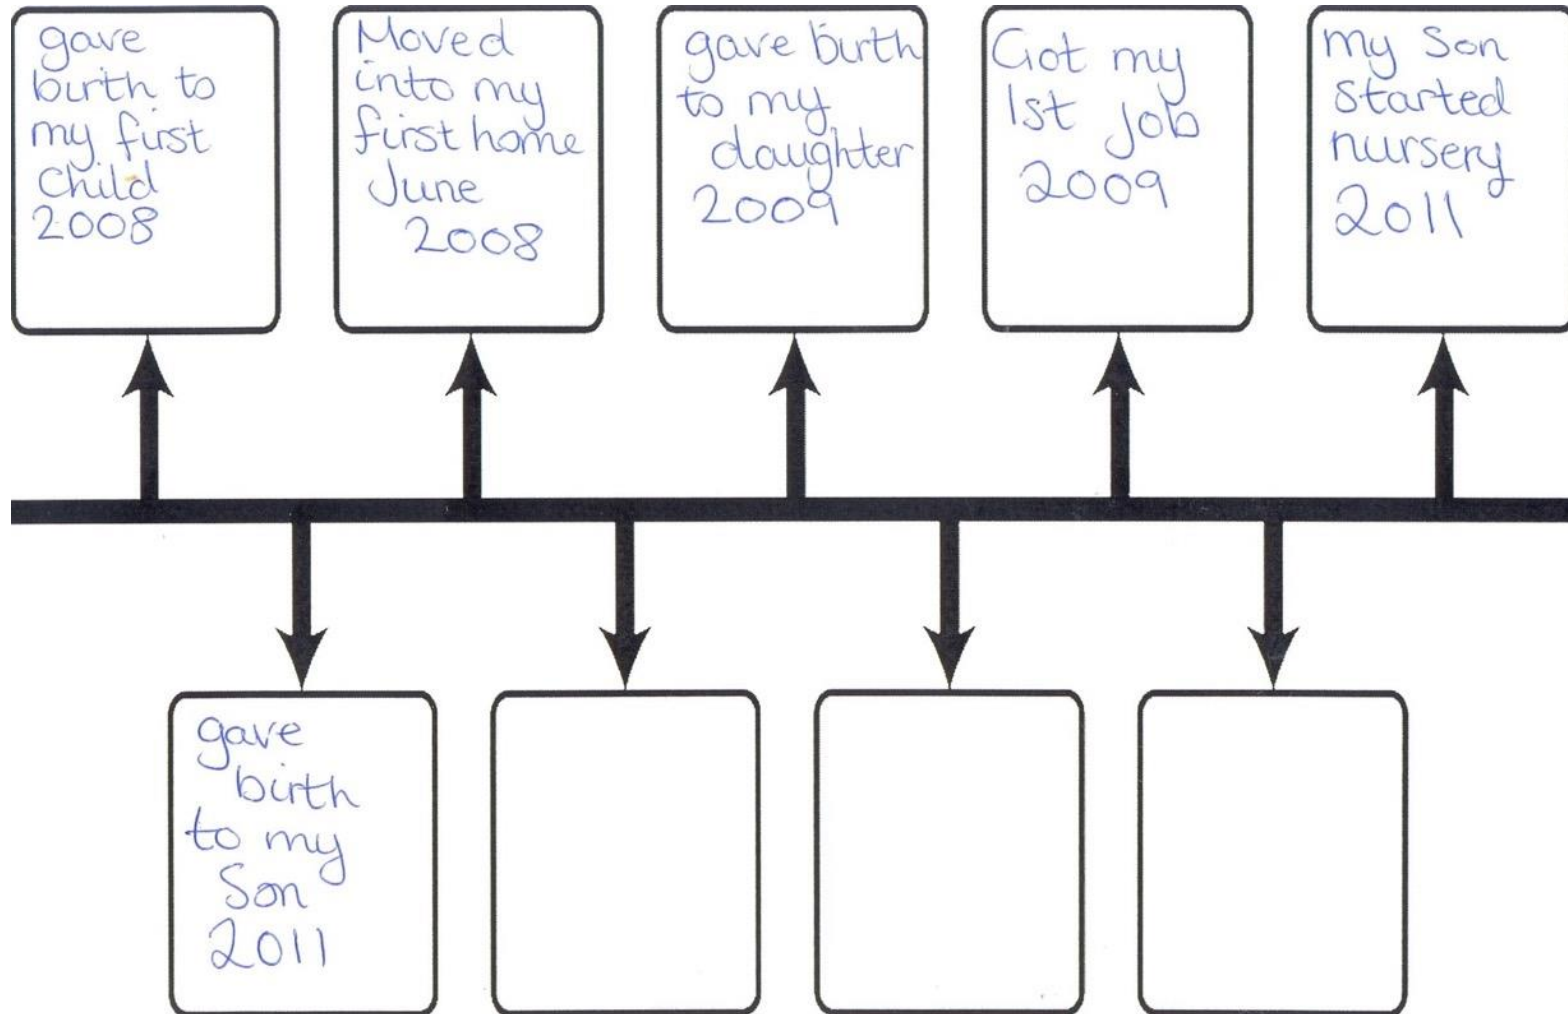 gave
birth to
my first
child
2008
Moved
into my
first home
June
2008
gave birth
to my
daughter
2009
Got my
1st job
2009
my Son
started
nursery
2011
gave
birth
to my
Son
2011